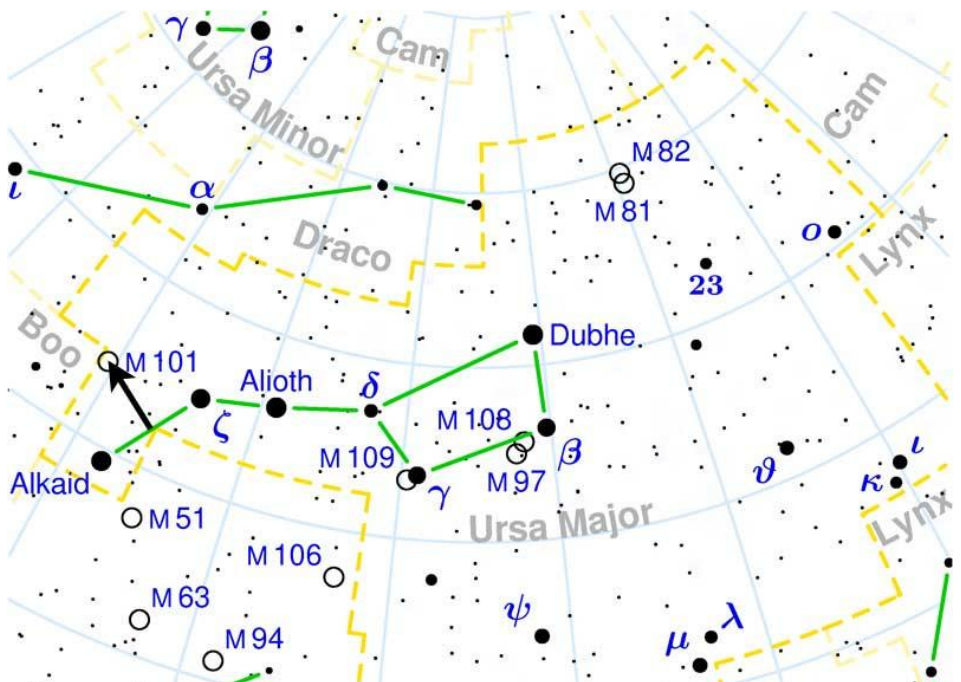 γ
β
Ursa Minor
Cam
Cam
M 82
M 81
ι
α
Draco
ο
Lynx
23
Boo
M 101
Dubhe
Alioth
δ
ζ
M 108
β
M 109
γ
M 97
Alkaid
ϑ
ι
κ
M 51
Ursa Major
Lynx
M 106
M 63
ψ
M 94
λ
μ